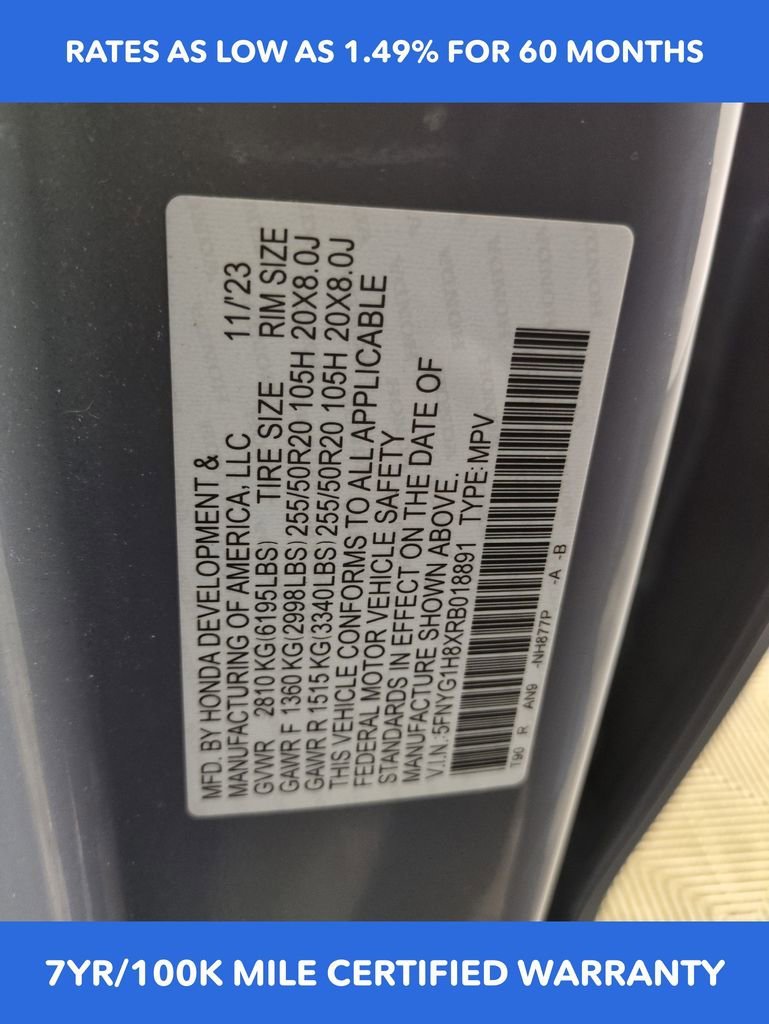 RATES AS LOW AS 1.49% FOR 60 MONTHS
MFD. BY HONDA DEVELOPMENT &
MANUFACTURING OF AMERICA, LLC 11/'23
GVWR 2810 KG(6195LBS) TIRE SIZE RIM SIZE
GAWR F 1360 KG(2998LBS) 255/50R20 105H 20X8.0J
GAWR R 1515 KG(3340LBS) 255/50R20 105H 20X8.0J
THIS VEHICLE CONFORMS TO ALL APPLICABLE
FEDERAL MOTOR VEHICLE SAFETY
STANDARDS IN EFFECT ON THE DATE OF
MANUFACTURE SHOWN ABOVE.
V.I.N.:5FNYG1H8XRB018891 TYPE:MPV
T90 R AN9 -NH877P -A -B
7YR/100K MILE CERTIFIED WARRANTY